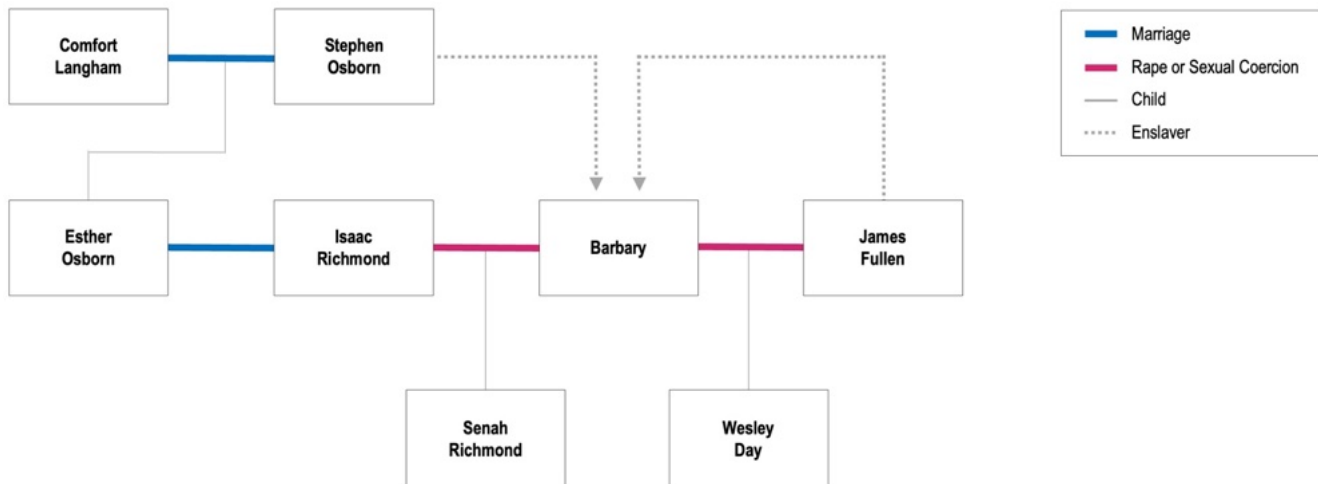 Comfort
Langham
Stephen
Osborn
Marriage
Rape or Sexual Coercion
Child
Enslaver
Esther
Osborn
Isaac
Richmond
Barbary
James
Fullen
Senah
Richmond
Wesley
Day